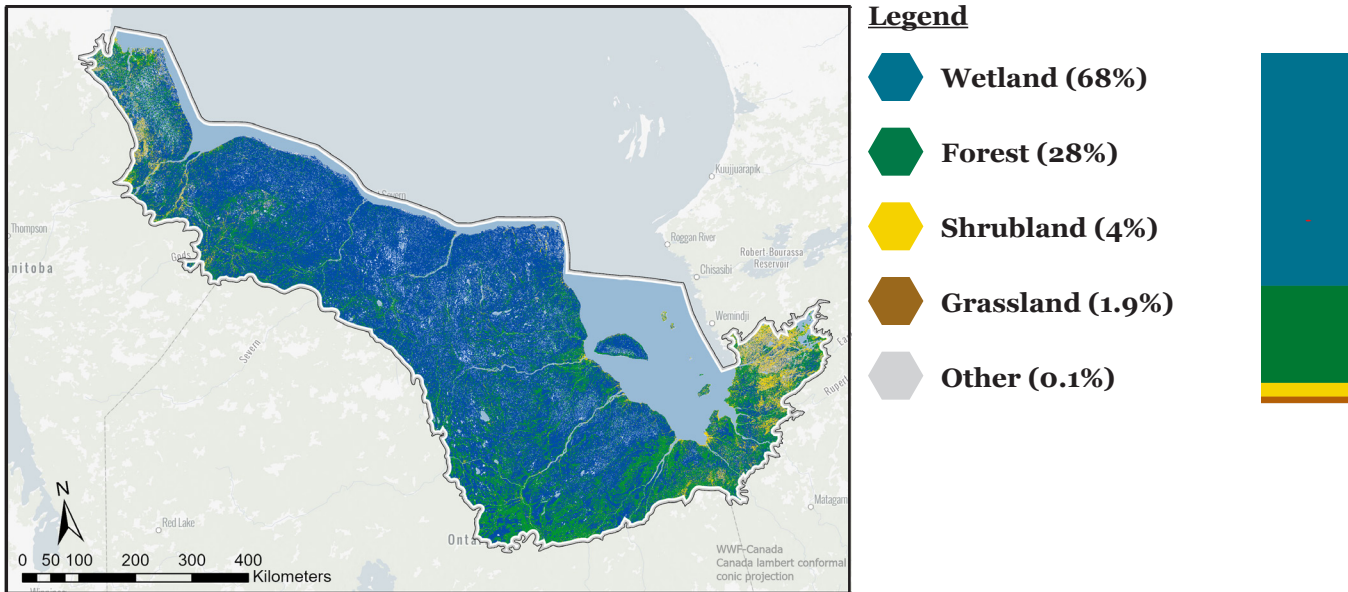 Legend
Wetland (68%)
Forest (28%)
Shrubland (4%)
Grassland (1.9%)
Other (0.1%)
Kuujjuarapik
Severn
Thompson
Roggan River
Robert-Bourassa
Reservoir
Gods
anitoba
Chisasibi
Wemindji
Severn
Rupert
N
Matagam
Red Lake
Onta
WWF-Canada
Canada lambert conformal
conic projection
0 50 100 200 300 400
Kilometers